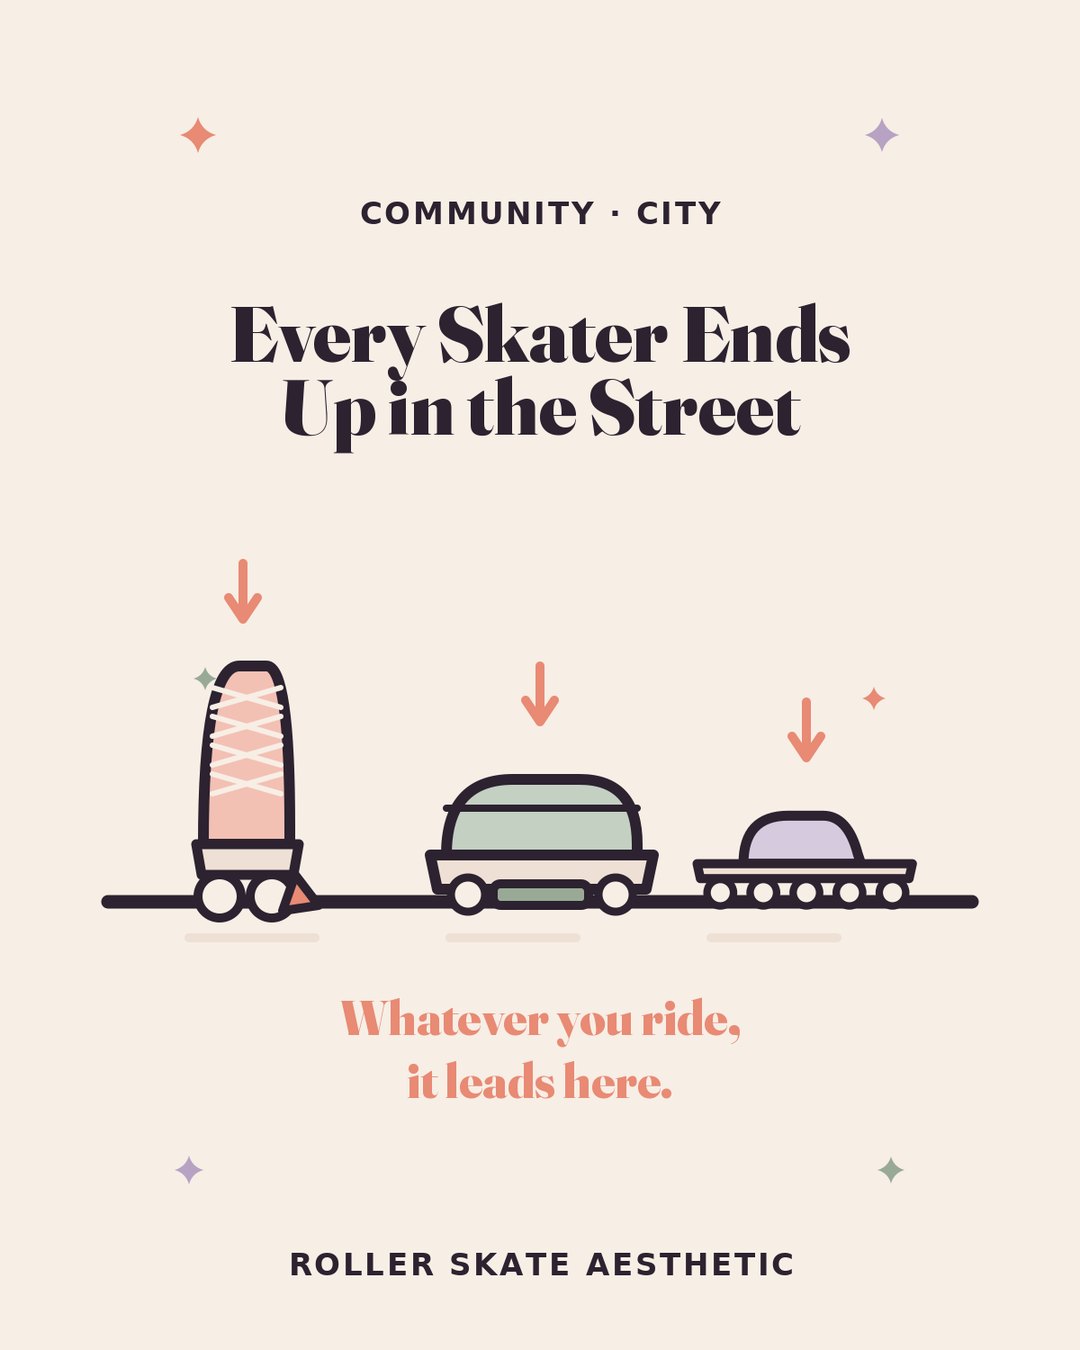 COMMUNITY · CITY
Every Skater Ends
Up in the Street
Whatever you ride,
it leads here.
ROLLER SKATE AESTHETIC